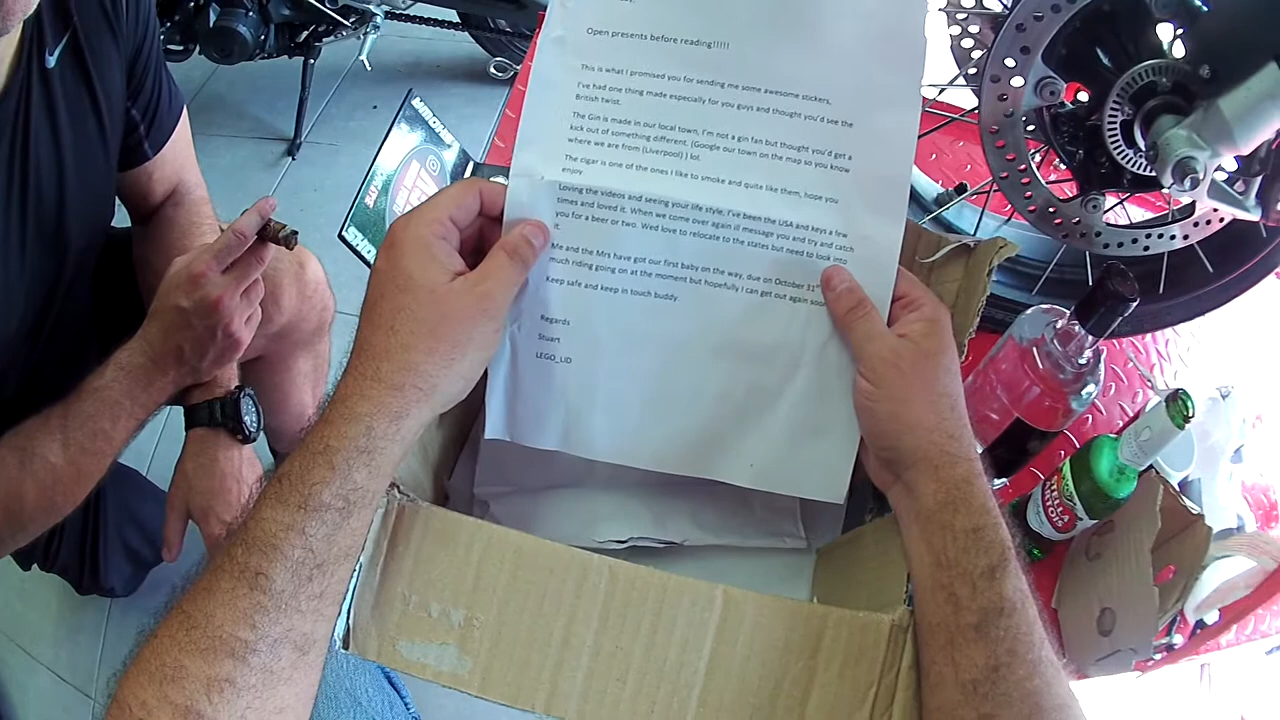 Open presents before reading!!!!!
This is what I promised you for sending me some awesome stickers,
I've had one thing made especially for you guys and thought you'd see the
British twist.
The Gin is made in our local town, I'm not a gin fan but thought you'd get a
kick out of something different. (Google our town on the map so you know
where we are from (Liverpool) ) lol.
The cigar is one of the ones I like to smoke and quite like them, hope you
enjoy
Loving the videos and seeing your life style, I've been the USA and keys a few
times and loved it. When we come over again ill message you and try and catch
you for a beer or two. Wed love to relocate to the states but need to look into
it.
Me and the Mrs have got our first baby on the way, due on October 31st
much riding going on at the moment but hopefully I can get out again soon
Keep safe and keep in touch buddy.
Regards
Stuart
LEGO_LID
STELLA
ARTOIS